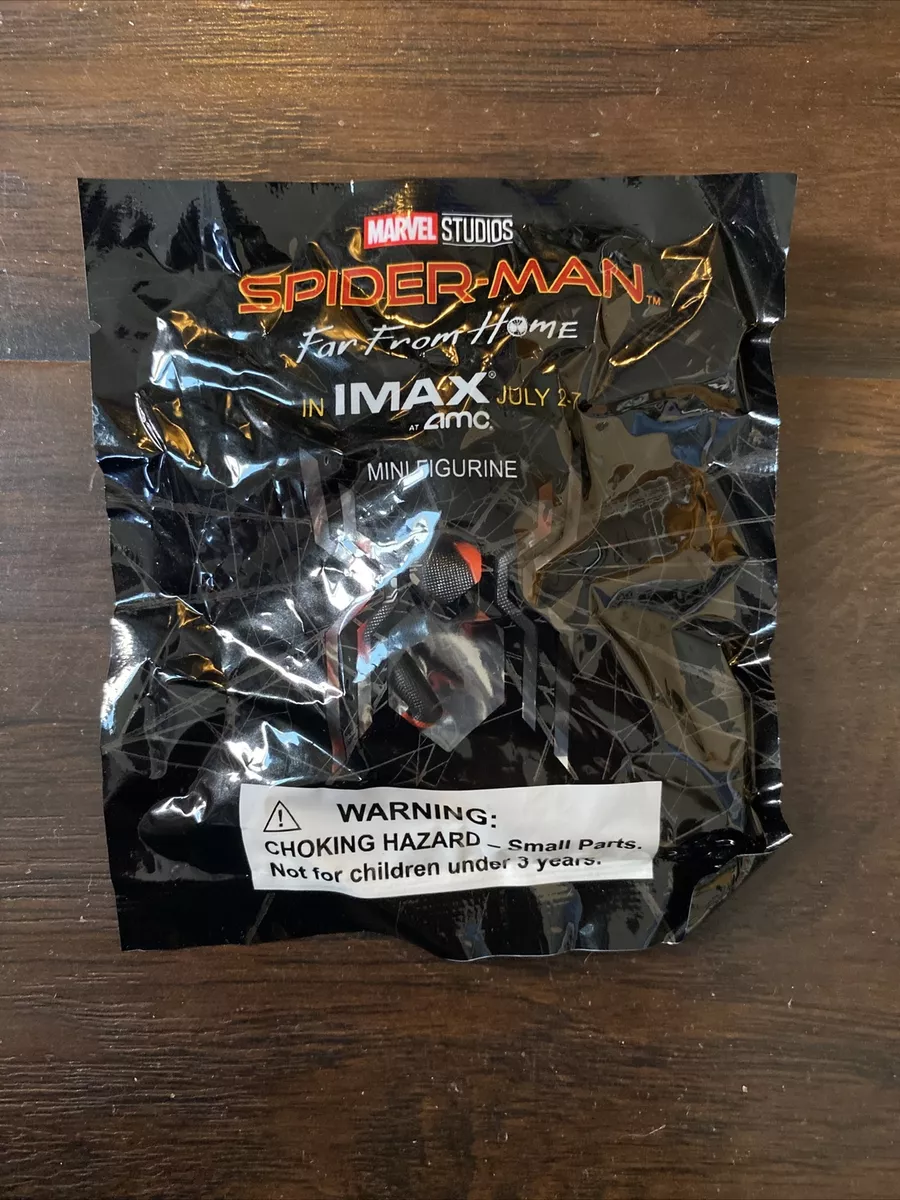 MARVEL STUDIOS
SPIDER-MAN™
Far From Home
IN IMAX® JULY 2-7
AT amc
MINI FIGURINE
WARNING:
CHOKING HAZARD – Small Parts.
Not for children under 3 years.